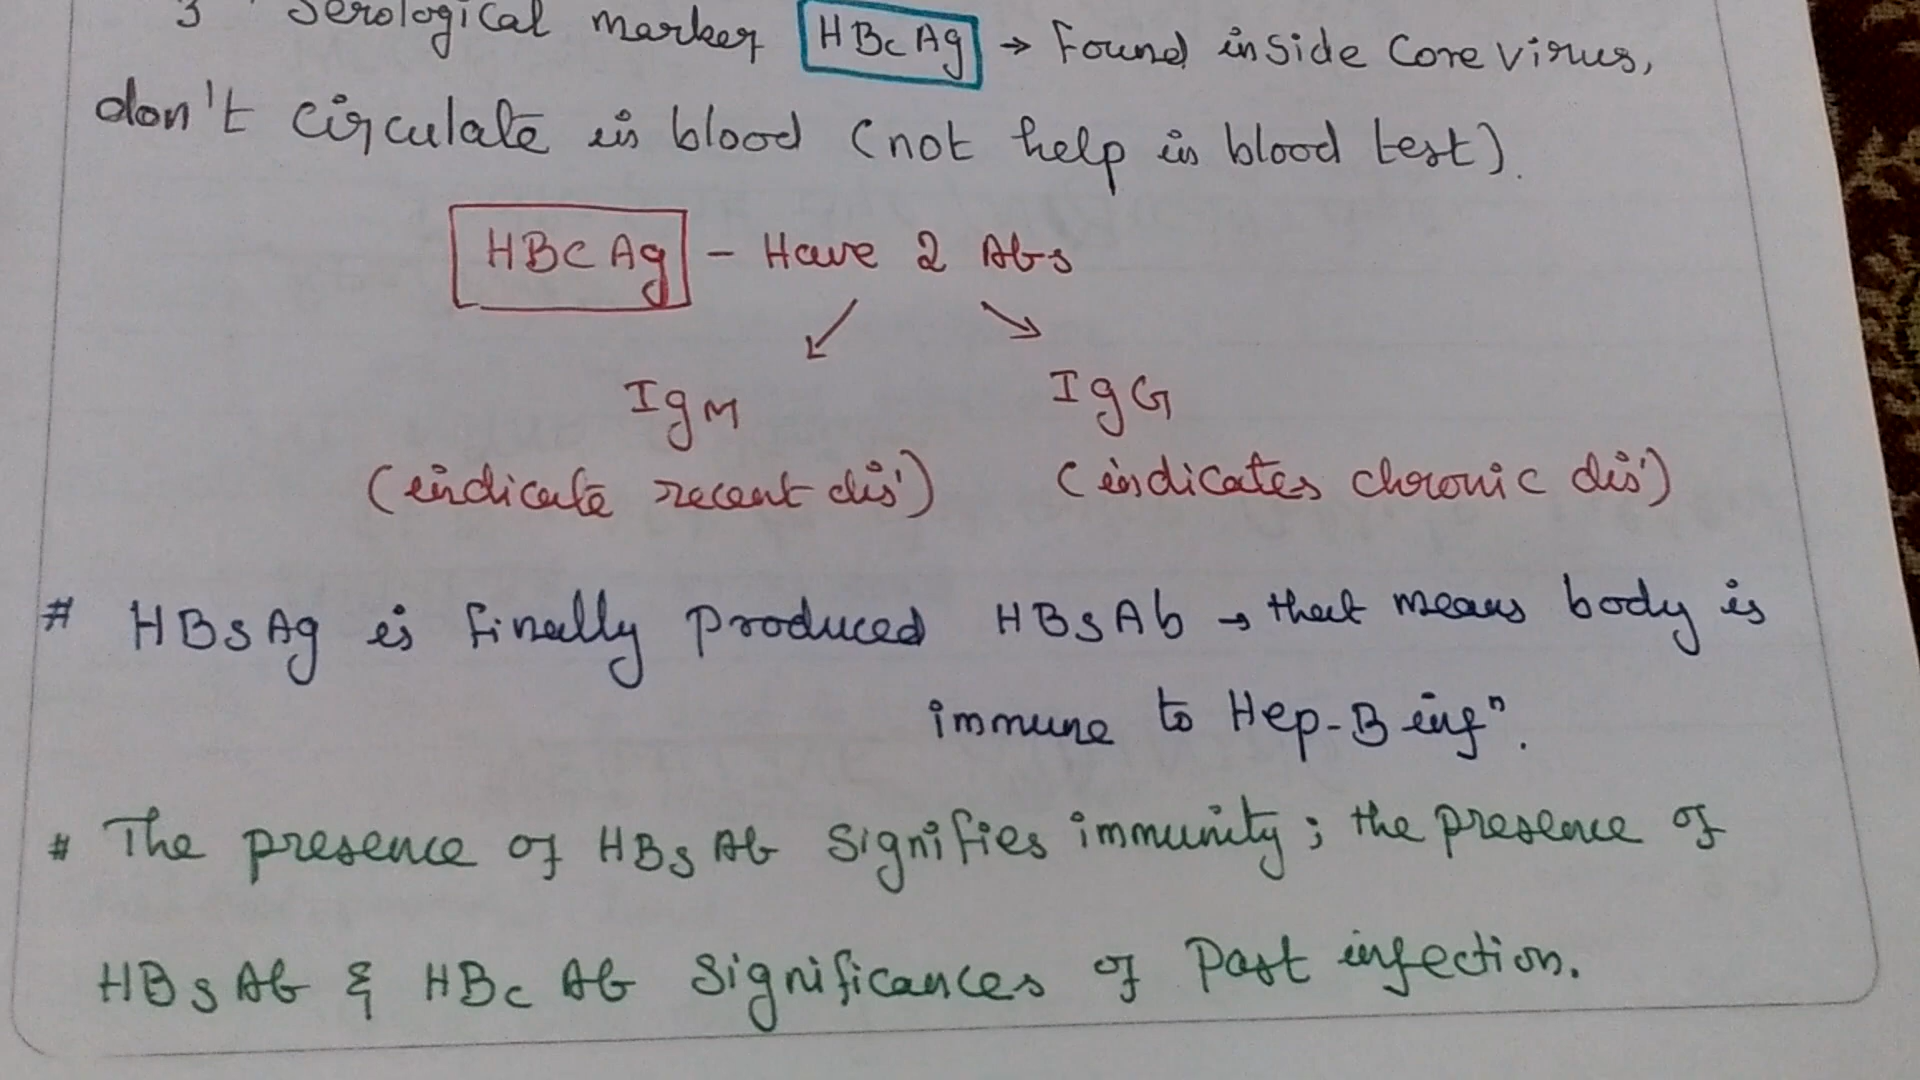 3 Serological marker HBcAg → Found inside core virus,
don't circulate in blood (not help in blood test).
HBcAg - Have 2 Abs
IgM IgG
(indicate recent dis') (indicates chronic dis')
# HBsAg is finally produced HBsAb → that means body is
immune to Hep-B infⁿ.
# The presence of HBsAb signifies immunity; the presence of
HBsAb & HBcAb significances of Past infection.